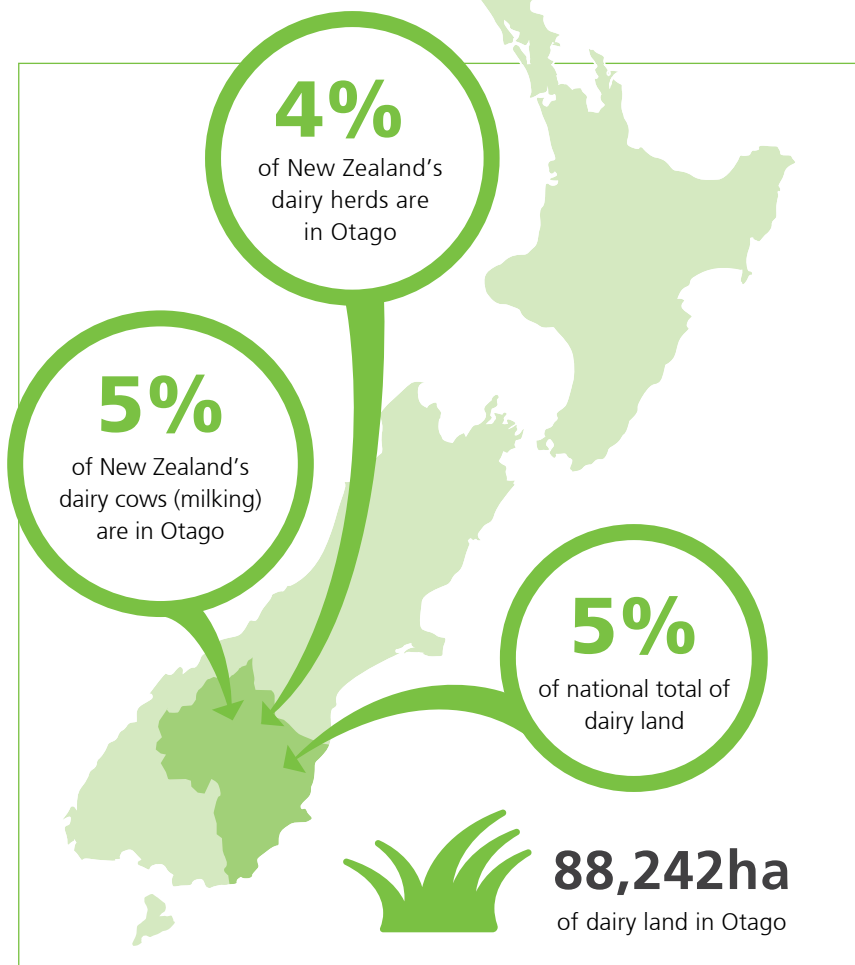 4%
of New Zealand's
dairy herds are
in Otago
5%
of New Zealand's
dairy cows (milking)
are in Otago
5%
of national total of
dairy land
88,242ha
of dairy land in Otago